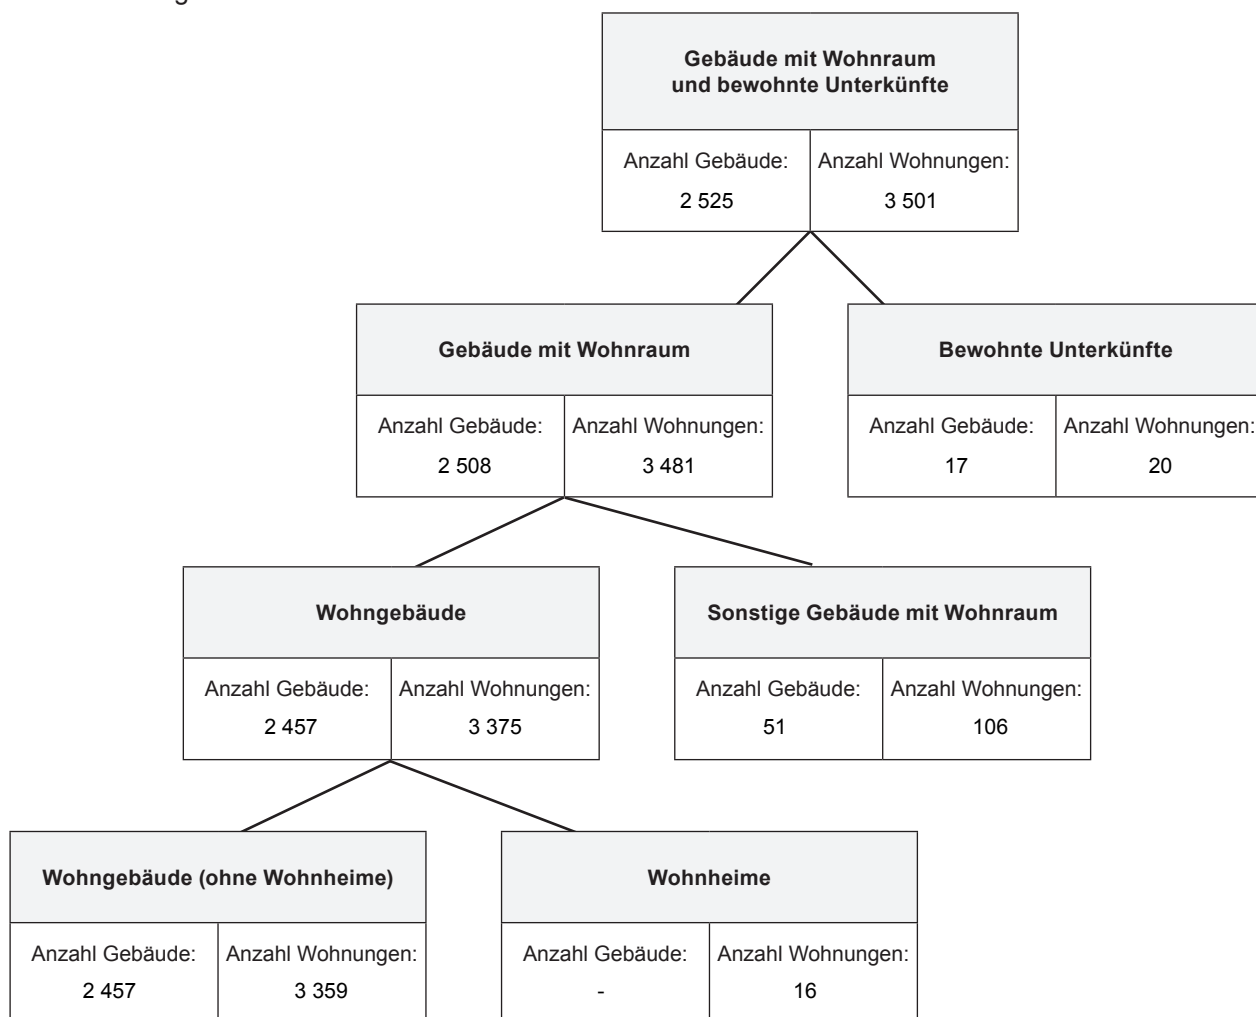 Gebäude mit Wohnraum
und bewohnte Unterkünfte
Anzahl Gebäude:
Anzahl Wohnungen:
2 525
3 501
Gebäude mit Wohnraum
Bewohnte Unterkünfte
Anzahl Gebäude:
Anzahl Wohnungen:
Anzahl Gebäude:
Anzahl Wohnungen:
2 508
3 481
17
20
Wohngebäude
Sonstige Gebäude mit Wohnraum
Anzahl Gebäude:
Anzahl Wohnungen:
Anzahl Gebäude:
Anzahl Wohnungen:
2 457
3 375
51
106
Wohngebäude (ohne Wohnheime)
Wohnheime
Anzahl Gebäude:
Anzahl Wohnungen:
Anzahl Gebäude:
Anzahl Wohnungen:
2 457
3 359
-
16